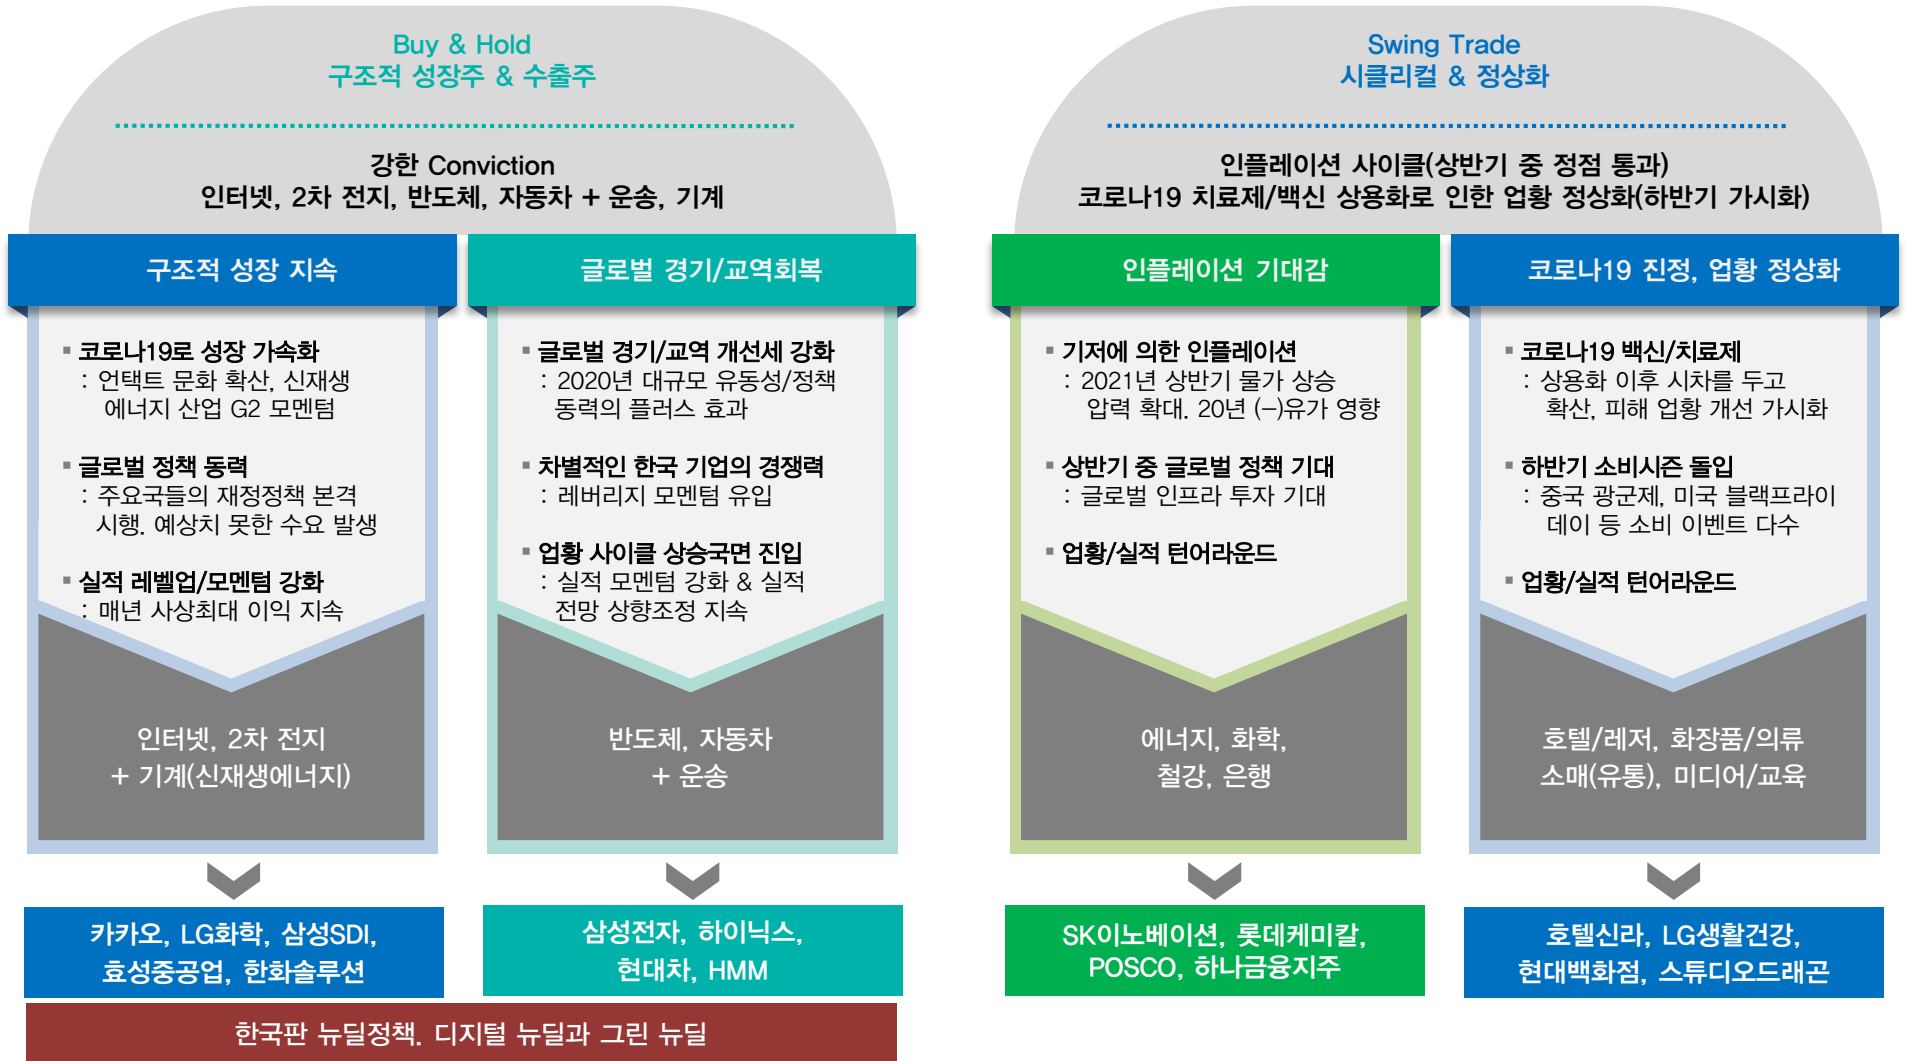 Buy & Hold
구조적 성장주 & 수출주
강한 Conviction
인터넷, 2차 전지, 반도체, 자동차 + 운송, 기계
구조적 성장 지속
▪ 코로나19로 성장 가속화
: 언택트 문화 확산, 신재생
에너지 산업 G2 모멘텀
▪ 글로벌 정책 동력
: 주요국들의 재정정책 본격
시행. 예상치 못한 수요 발생
▪ 실적 레벨업/모멘텀 강화
: 매년 사상최대 이익 지속
인터넷, 2차 전지
+ 기계(신재생에너지)
카카오, LG화학, 삼성SDI,
효성중공업, 한화솔루션
글로벌 경기/교역회복
▪ 글로벌 경기/교역 개선세 강화
: 2020년 대규모 유동성/정책
동력의 플러스 효과
▪ 차별적인 한국 기업의 경쟁력
: 레버리지 모멘텀 유입
▪ 업황 사이클 상승국면 진입
: 실적 모멘텀 강화 & 실적
전망 상향조정 지속
반도체, 자동차
+ 운송
삼성전자, 하이닉스,
현대차, HMM
한국판 뉴딜정책. 디지털 뉴딜과 그린 뉴딜
Swing Trade
시클리컬 & 정상화
인플레이션 사이클(상반기 중 정점 통과)
코로나19 치료제/백신 상용화로 인한 업황 정상화(하반기 가시화)
인플레이션 기대감
▪ 기저에 의한 인플레이션
: 2021년 상반기 물가 상승
압력 확대. 20년 (-)유가 영향
▪ 상반기 중 글로벌 정책 기대
: 글로벌 인프라 투자 기대
▪ 업황/실적 턴어라운드
에너지, 화학,
철강, 은행
SK이노베이션, 롯데케미칼,
POSCO, 하나금융지주
코로나19 진정, 업황 정상화
▪ 코로나19 백신/치료제
: 상용화 이후 시차를 두고
확산, 피해 업황 개선 가시화
▪ 하반기 소비시즌 돌입
: 중국 광군제, 미국 블랙프라이
데이 등 소비 이벤트 다수
▪ 업황/실적 턴어라운드
호텔/레저, 화장품/의류
소매(유통), 미디어/교육
호텔신라, LG생활건강,
현대백화점, 스튜디오드래곤